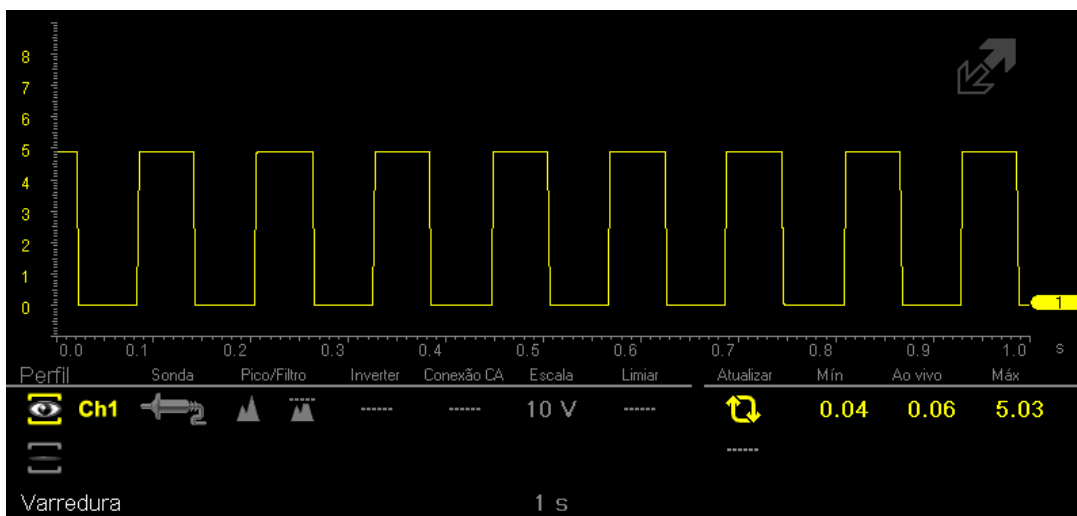 8
7
6
5
4
3
2
1
0
1
0.0 0.1 0.2 0.3 0.4 0.5 0.6 0.7 0.8 0.9 1.0 s
Perfil Sonda Pico/Filtro Inverter Conexão CA Escala Limiar Atualizar Mín Ao vivo Máx
Ch1 ------ ------ 10 V ------ 0.04 0.06 5.03
------
Varredura 1 s